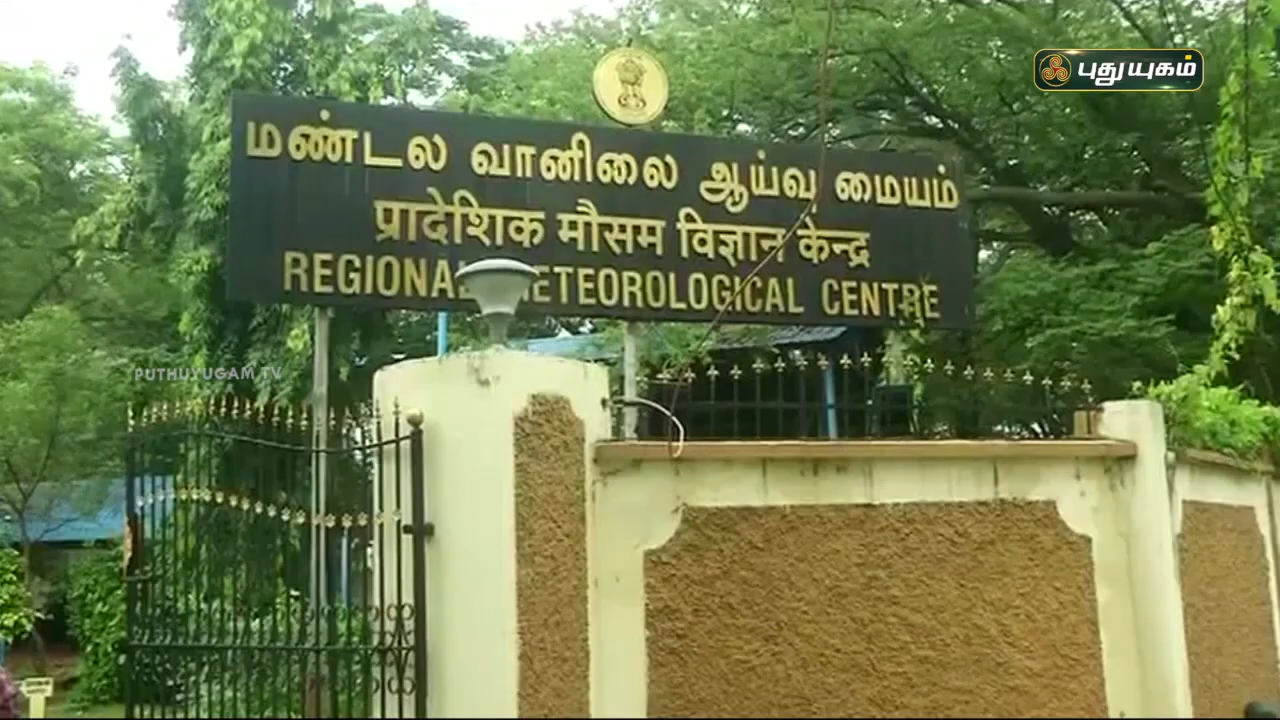 புதுயுகம்
மண்டல வானிலை ஆய்வு மையம்
प्रादेशिक मौसम विज्ञान केन्द्र
REGIONAL METEOROLOGICAL CENTRE
PUTHUYUGAM TV